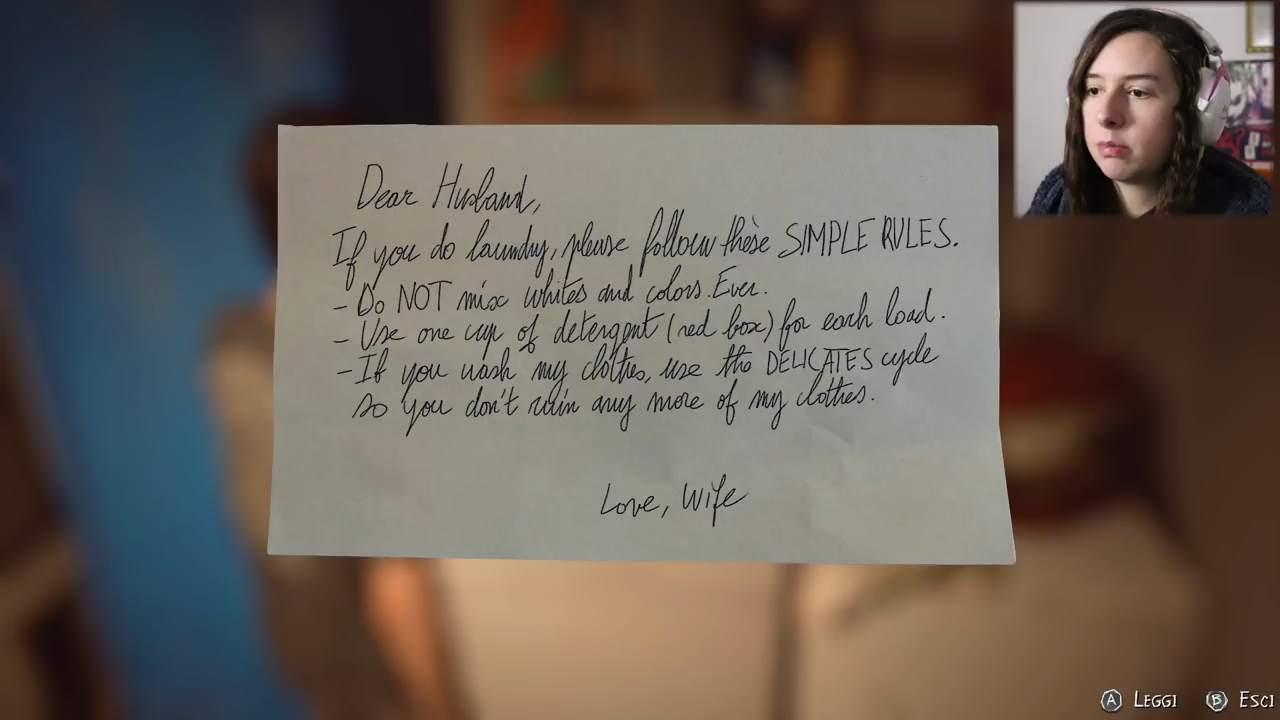 Dear Husband,
If you do laundry, please follow these SIMPLE RULES.
- Do NOT mix whites and colors. Ever.
- Use one cup of detergent (red box) for each load.
- If you wash my clothes, use the DELICATES cycle
so you don't ruin any more of my clothes.
Love, Wife
A LEGGI B ESCI